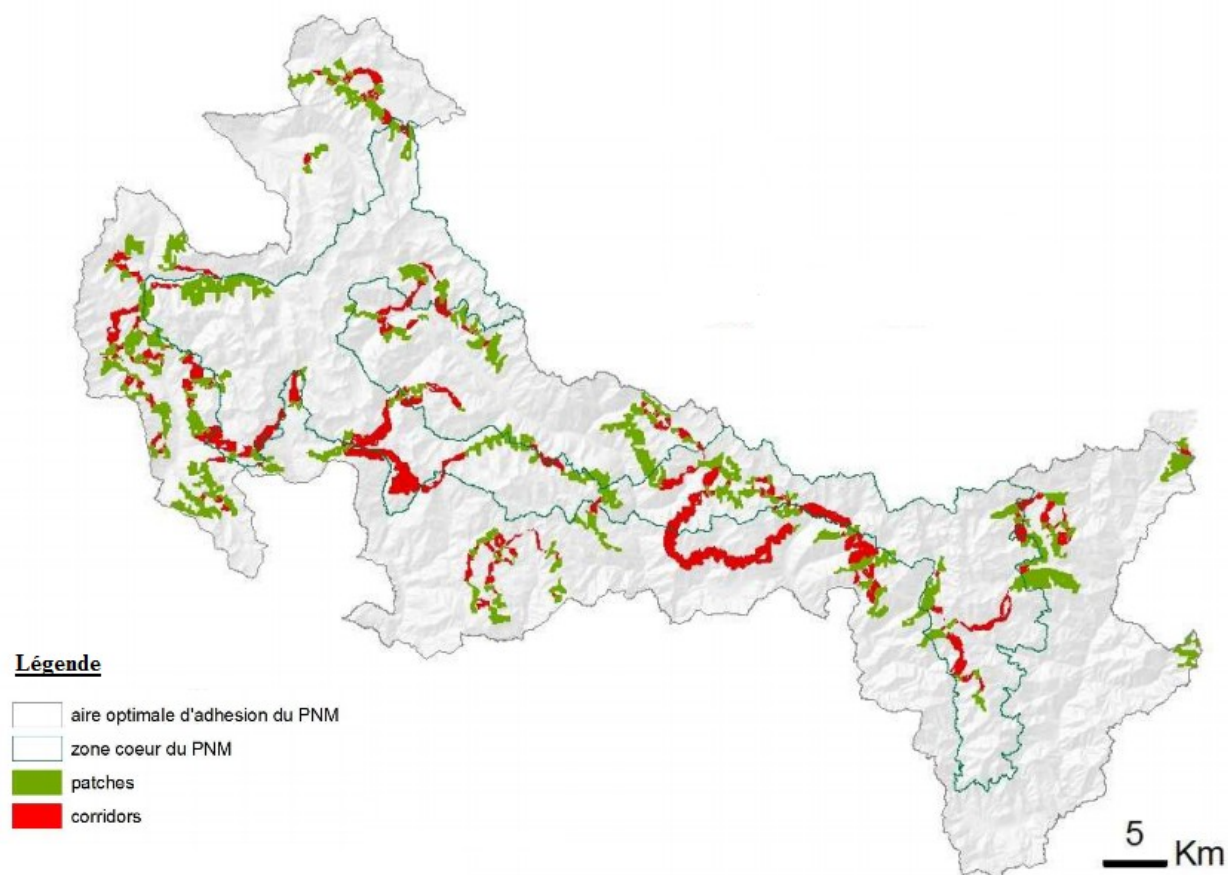 Légende
aire optimale d'adhesion du PNM
zone coeur du PNM
patches
corridors
5
Km